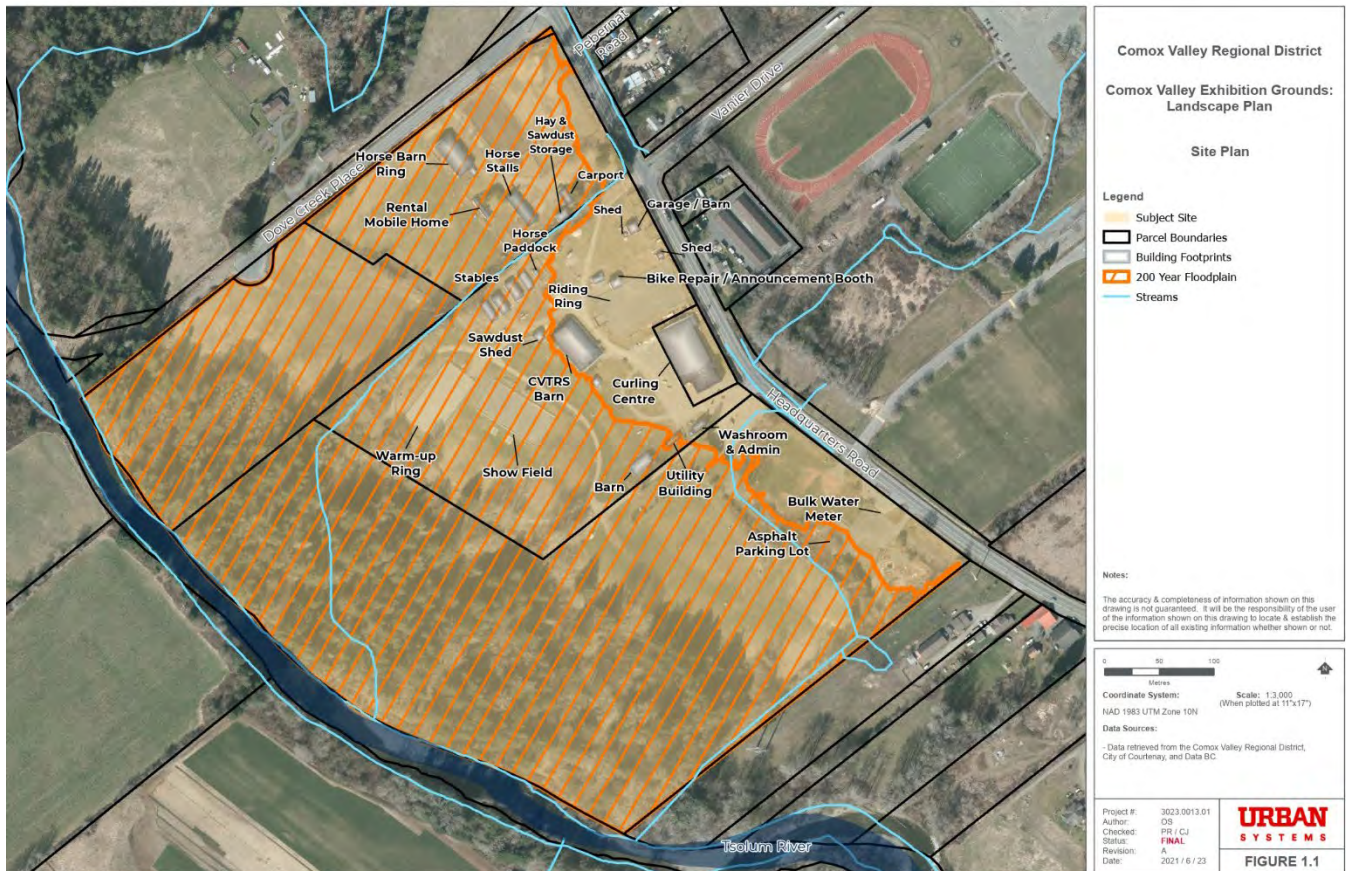 Pebernat
Road
Vanier Drive
Hay &
Sawdust
Storage
Horse Barn
Ring
Horse
Stalls
Carport
Dove Creek Place
Rental
Mobile Home
Shed
Garage / Barn
Horse
Paddock
Shed
Stables
Bike Repair / Announcement Booth
Riding
Ring
Sawdust
Shed
CVTRS
Barn
Curling
Centre
Headquarters Road
Washroom
& Admin
Warm-up
Ring
Show Field
Barn
Utility
Building
Bulk Water
Meter
Asphalt
Parking Lot
Tsolum River
Comox Valley Regional District
Comox Valley Exhibition Grounds:
Landscape Plan
Site Plan
Legend
Subject Site
Parcel Boundaries
Building Footprints
200 Year Floodplain
Streams
Notes:
The accuracy & completeness of information shown on this
drawing is not guaranteed. It will be the responsibility of the user
of the information shown on this drawing to locate & establish the
precise location of all existing information whether shown or not.
0 50 100
Metres
N
Coordinate System:
NAD 1983 UTM Zone 10N
Scale: 1:3,000
(When plotted at 11"x17")
Data Sources:
- Data retrieved from the Comox Valley Regional District,
City of Courtenay, and Data BC.
Project #: 3023.0013.01
Author: OS
Checked: PR / CJ
Status: FINAL
Revision: A
Date: 2021 / 6 / 23
URBAN
SYSTEMS
FIGURE 1.1